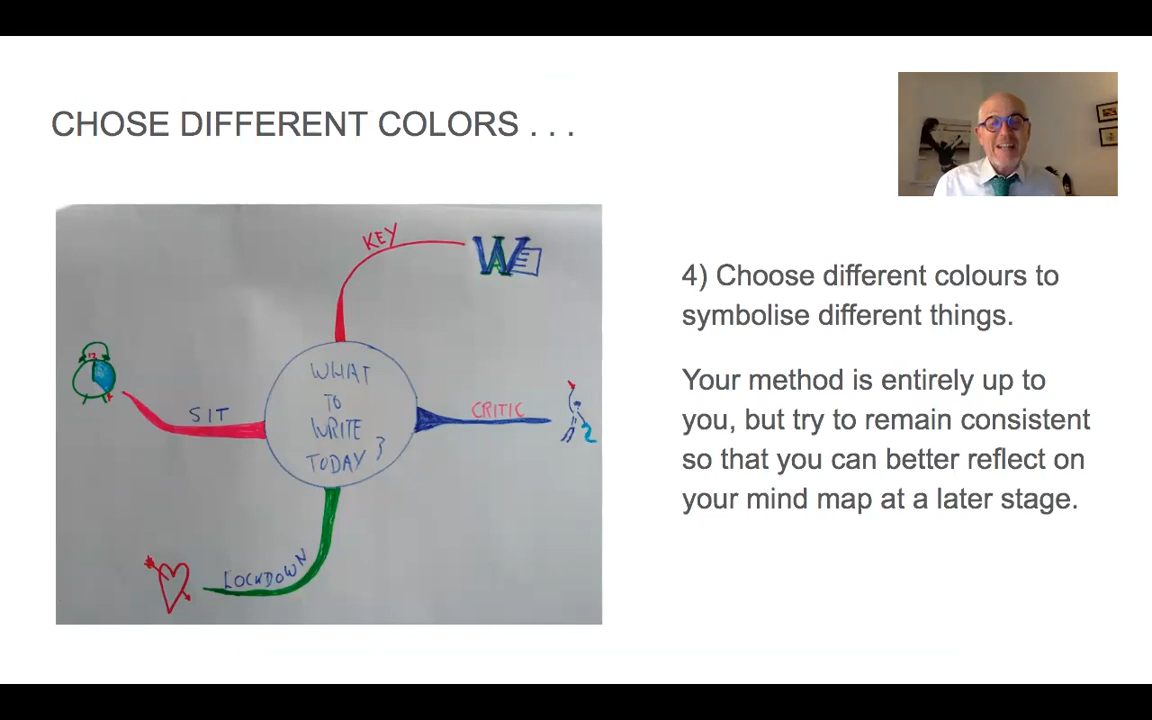 CHOSE DIFFERENT COLORS . . .
KEY
W
12
WHAT
TO
WRITE
TODAY ?
SIT
CRITIC
LOCKDOWN
4) Choose different colours to
symbolise different things.
Your method is entirely up to
you, but try to remain consistent
so that you can better reflect on
your mind map at a later stage.